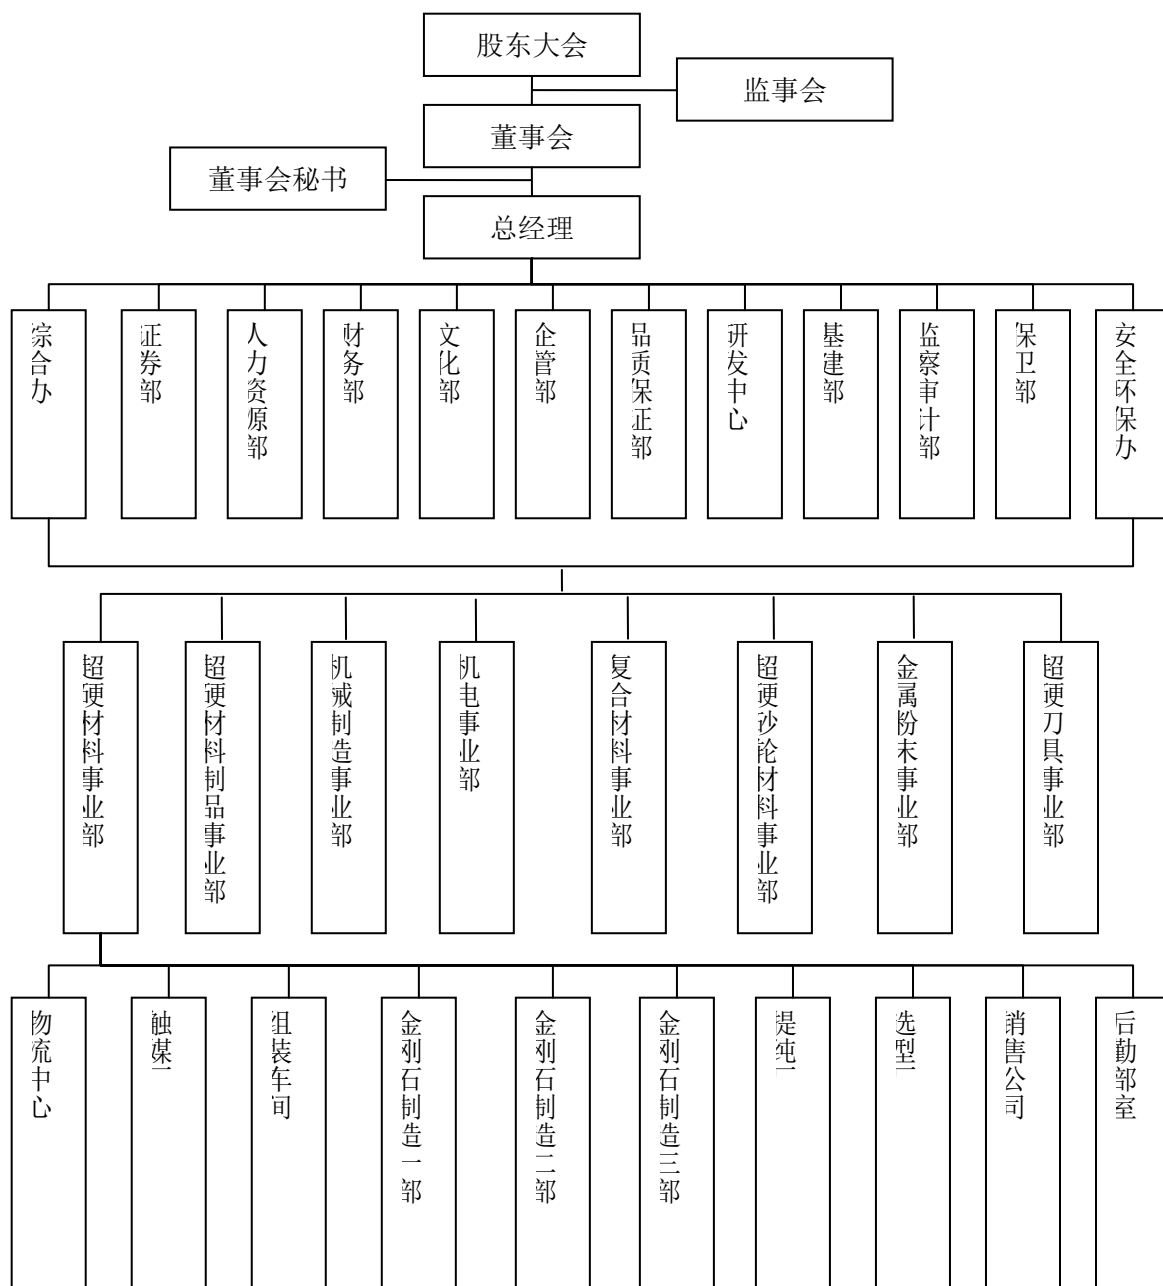 股东大会
监事会
董事会
董事会秘书
总经理
综合办
证券部
人力资源部
财务部
文化部
企管部
品质保证部
研发中心
基建部
监察审计部
保卫部
安全环保办
超硬材料事业部
超硬材料制品事业部
机械制造事业部
机电事业部
复合材料事业部
超硬砂轮材料事业部
金属粉末事业部
超硬刀具事业部
物流中心
触媒
组装车间
金刚石制造一部
金刚石制造二部
金刚石制造三部
提纯
选型
销售公司
后勤部室